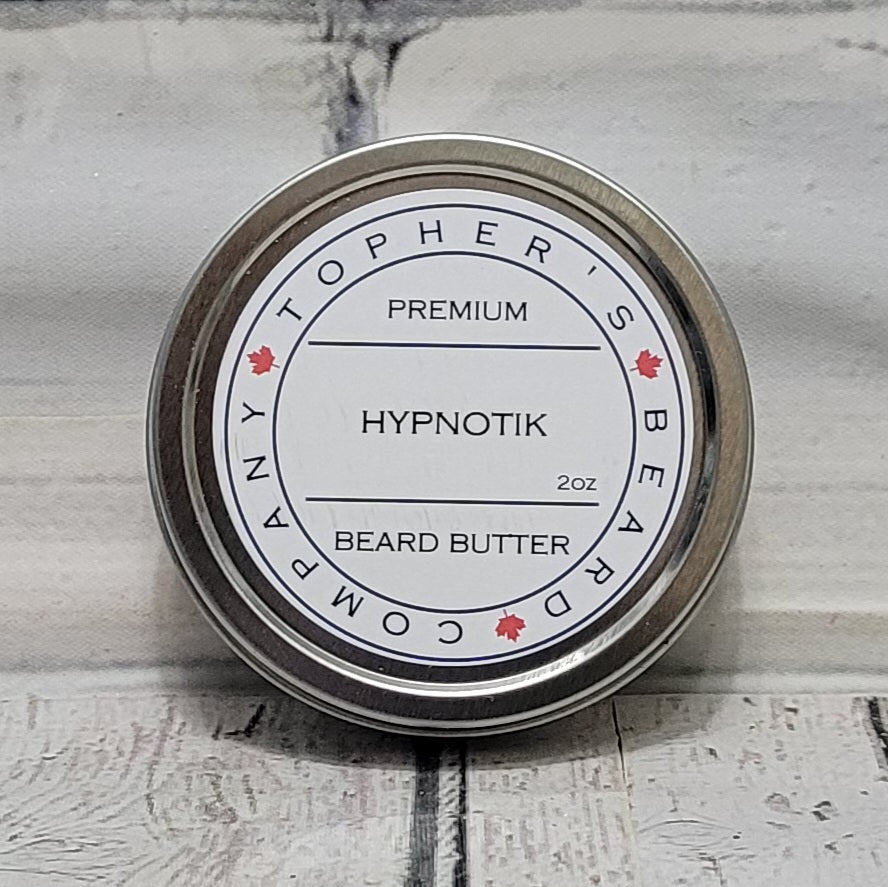 TOPHER'S BEARD COMPANY
PREMIUM
HYPNOTIK
2oz
BEARD BUTTER